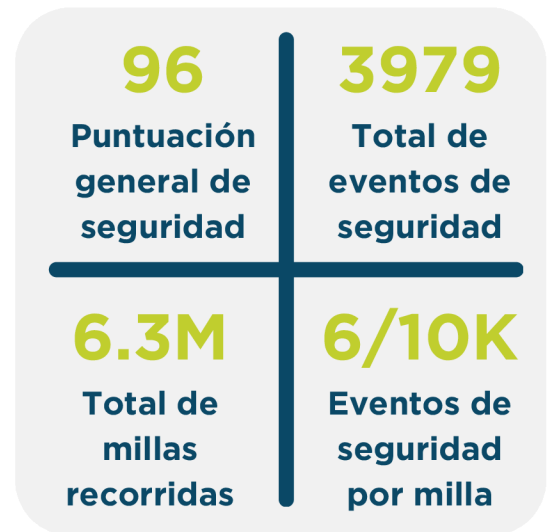 96
Puntuación
general de
seguridad
3979
Total de
eventos de
seguridad
6.3M
Total de
millas
recorridas
6/10K
Eventos de
seguridad
por milla